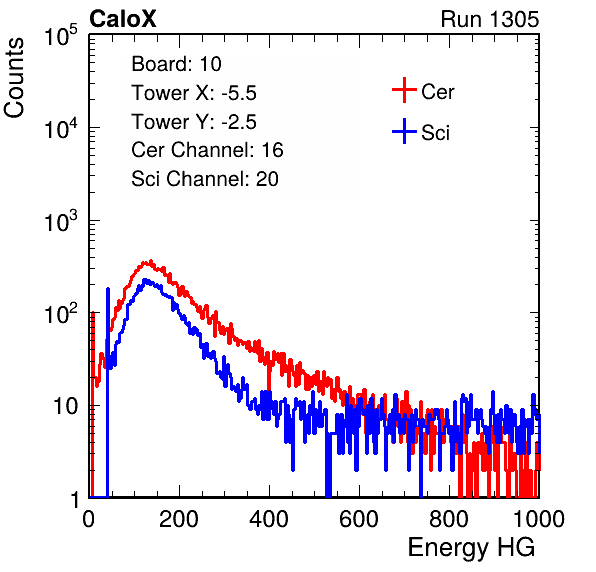 CaloX Run 1305
Counts
Board: 10
Tower X: -5.5
Tower Y: -2.5
Cer Channel: 16
Sci Channel: 20
Cer
Sci
10^5
10^4
10^3
10^2
10
1
0 200 400 600 800 1000
Energy HG